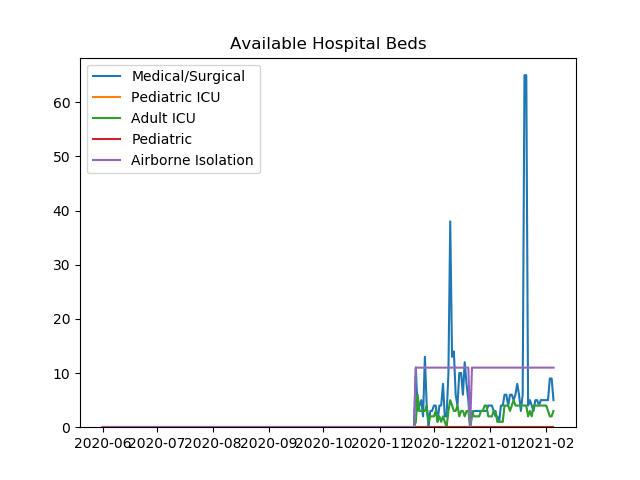 Available Hospital Beds
Medical/Surgical
Pediatric ICU
Adult ICU
Pediatric
Airborne Isolation
60
50
40
30
20
10
0
2020-06 2020-07 2020-08 2020-09 2020-10 2020-11 2020-12 2021-01 2021-02